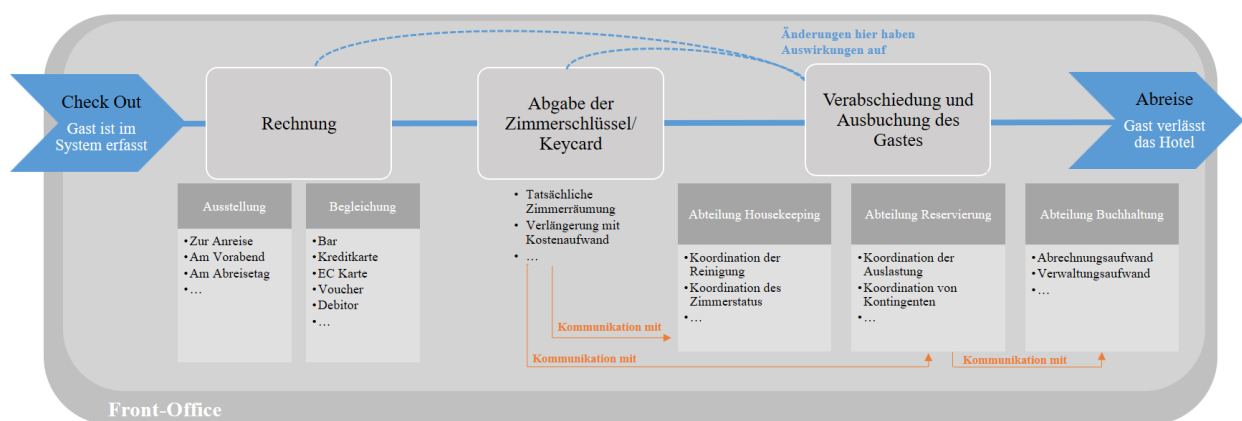 Änderungen hier haben
Auswirkungen auf
Check Out
Gast ist im
System erfasst
Rechnung
Abgabe der
Zimmerschlüssel/
Keycard
Verabschiedung und
Ausbuchung des
Gastes
Abreise
Gast verlässt
das Hotel
Ausstellung
•Zur Anreise
•Am Vorabend
•Am Abreisetag
•…
Begleichung
•Bar
•Kreditkarte
•EC Karte
•Voucher
•Debitor
•…
• Tatsächliche
Zimmerräumung
• Verlängerung mit
Kostenaufwand
• …
Abteilung Housekeeping
•Koordination der
Reinigung
•Koordination des
Zimmerstatus
•…
Abteilung Reservierung
•Koordination der
Auslastung
•Koordination von
Kontingenten
•…
Abteilung Buchhaltung
•Abrechnungsaufwand
•Verwaltungsaufwand
•…
Kommunikation mit
Kommunikation mit
Kommunikation mit
Front-Office